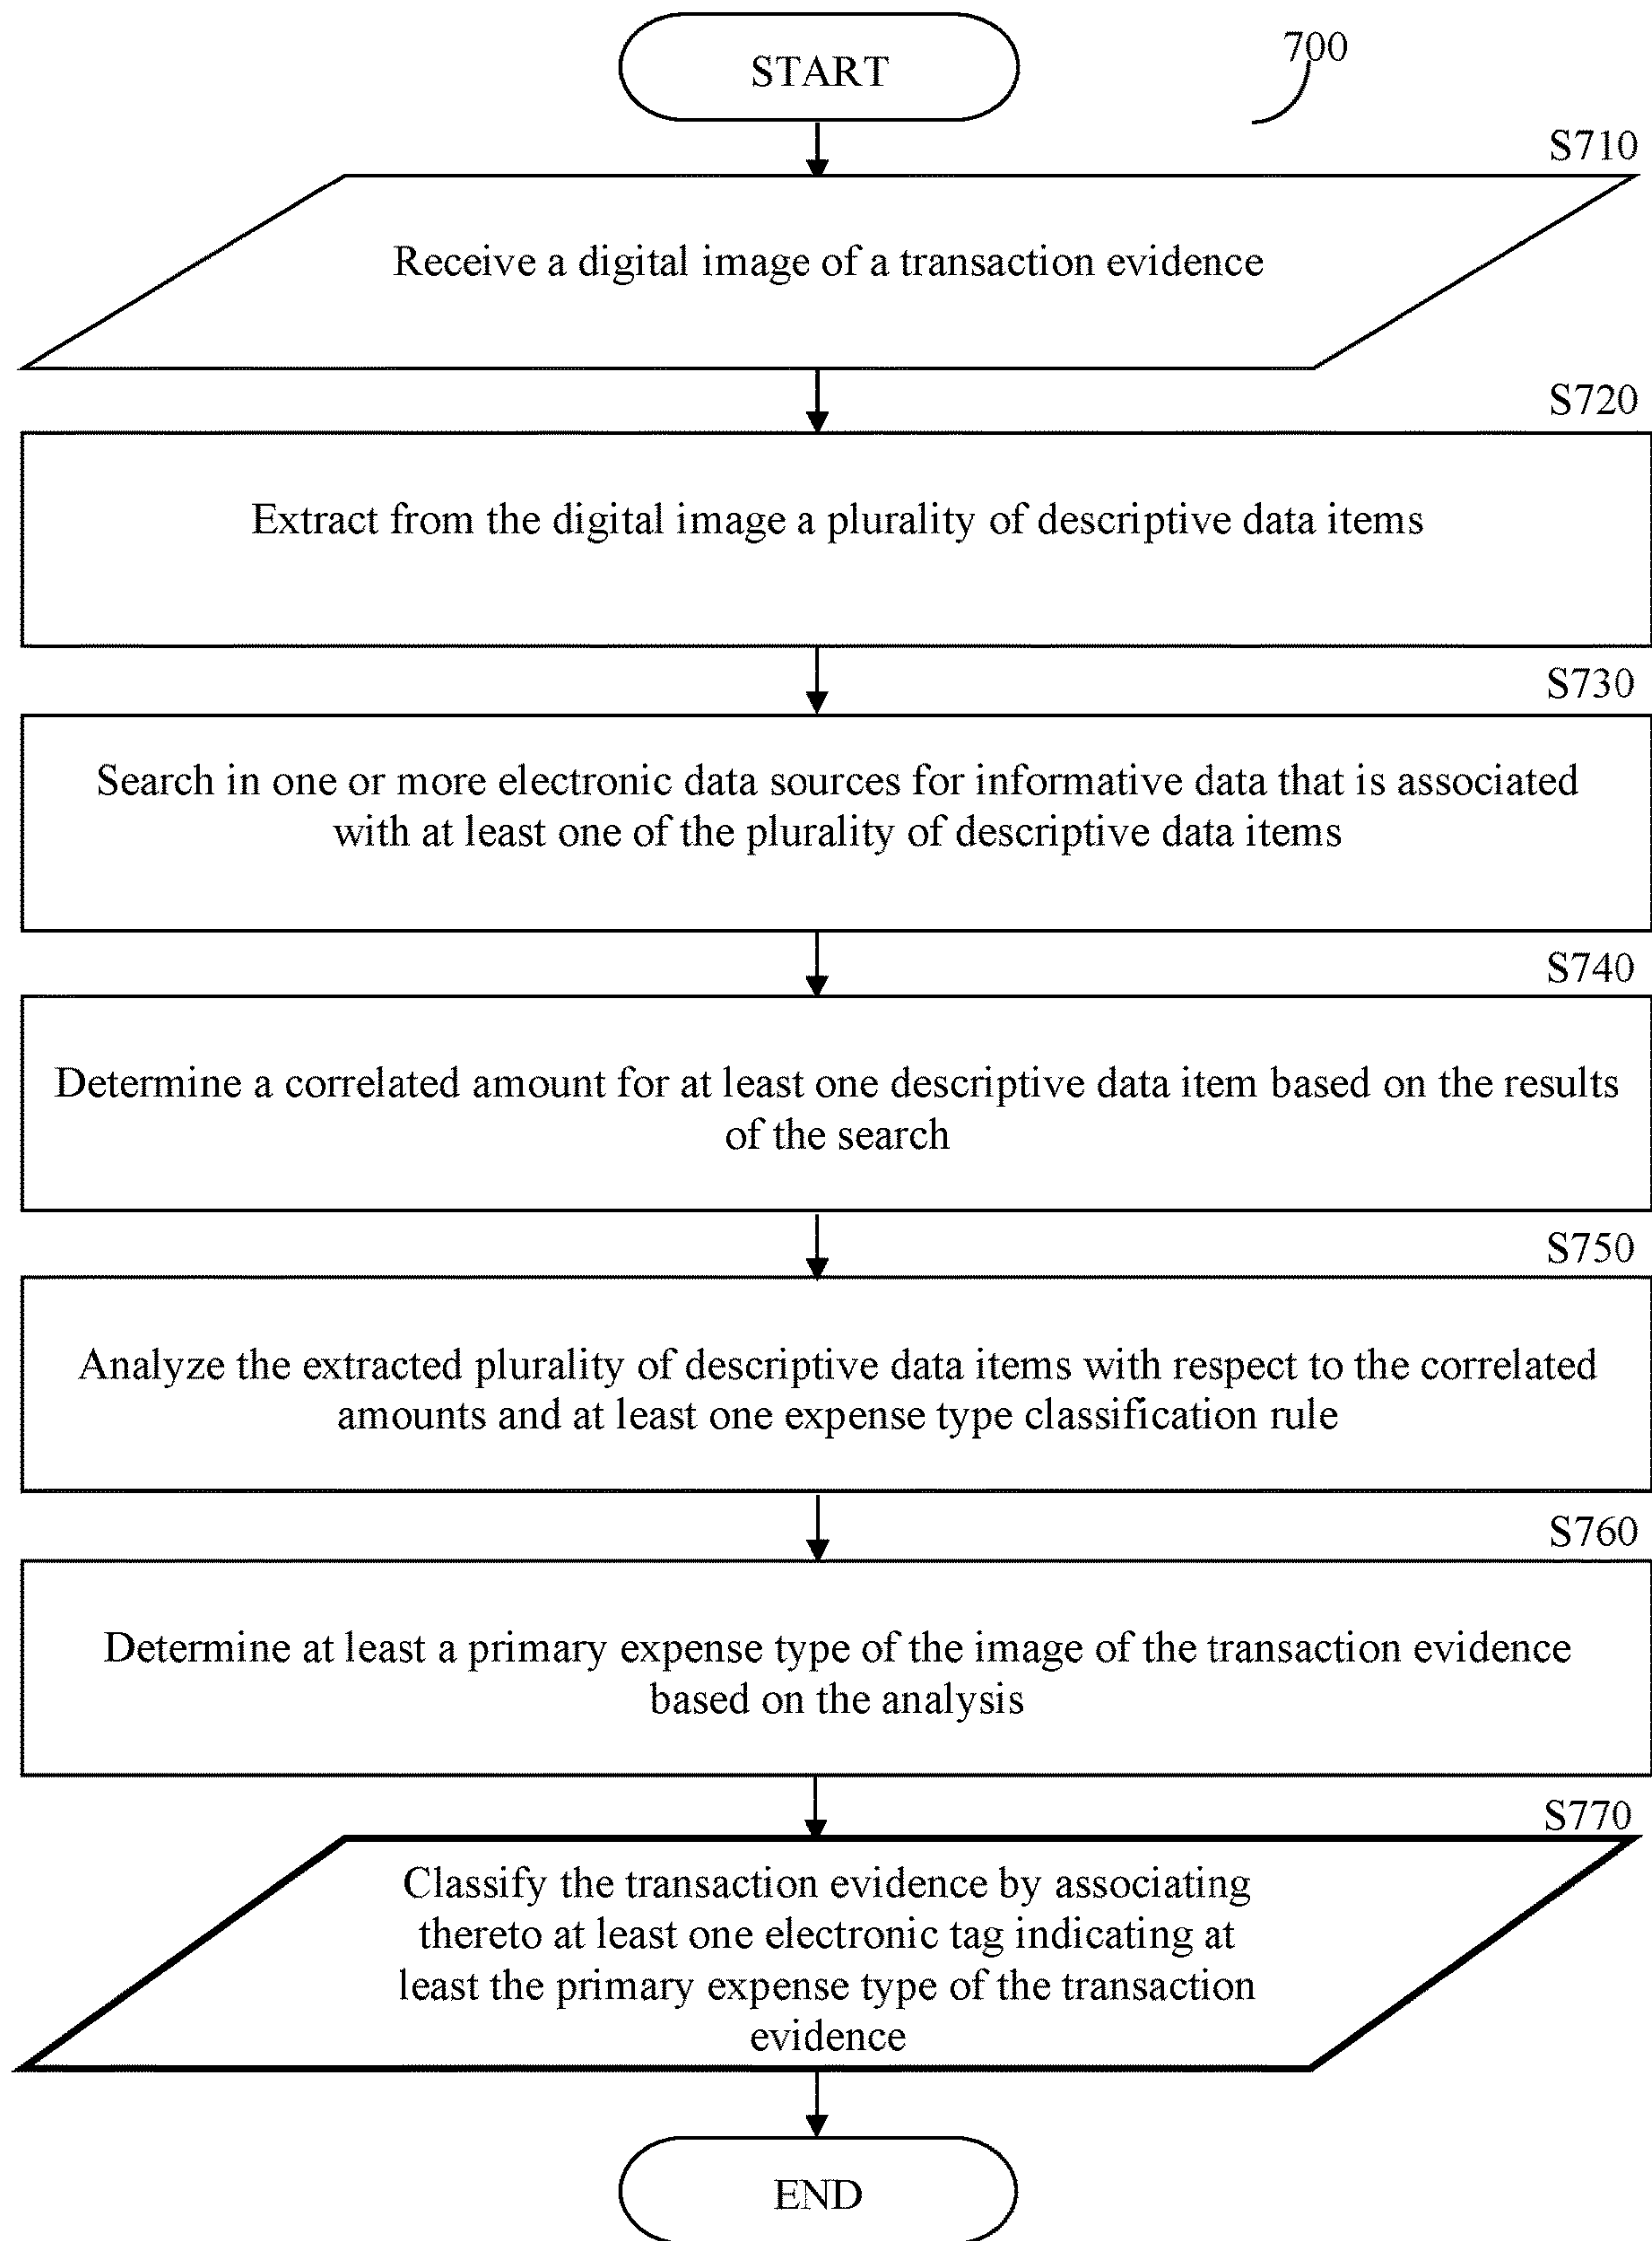 START
700
S710
Receive a digital image of a transaction evidence
S720
Extract from the digital image a plurality of descriptive data items
S730
Search in one or more electronic data sources for informative data that is associated
with at least one of the plurality of descriptive data items
S740
Determine a correlated amount for at least one descriptive data item based on the results
of the search
S750
Analyze the extracted plurality of descriptive data items with respect to the correlated
amounts and at least one expense type classification rule
S760
Determine at least a primary expense type of the image of the transaction evidence
based on the analysis
S770
Classify the transaction evidence by associating
thereto at least one electronic tag indicating at
least the primary expense type of the transaction
evidence
END